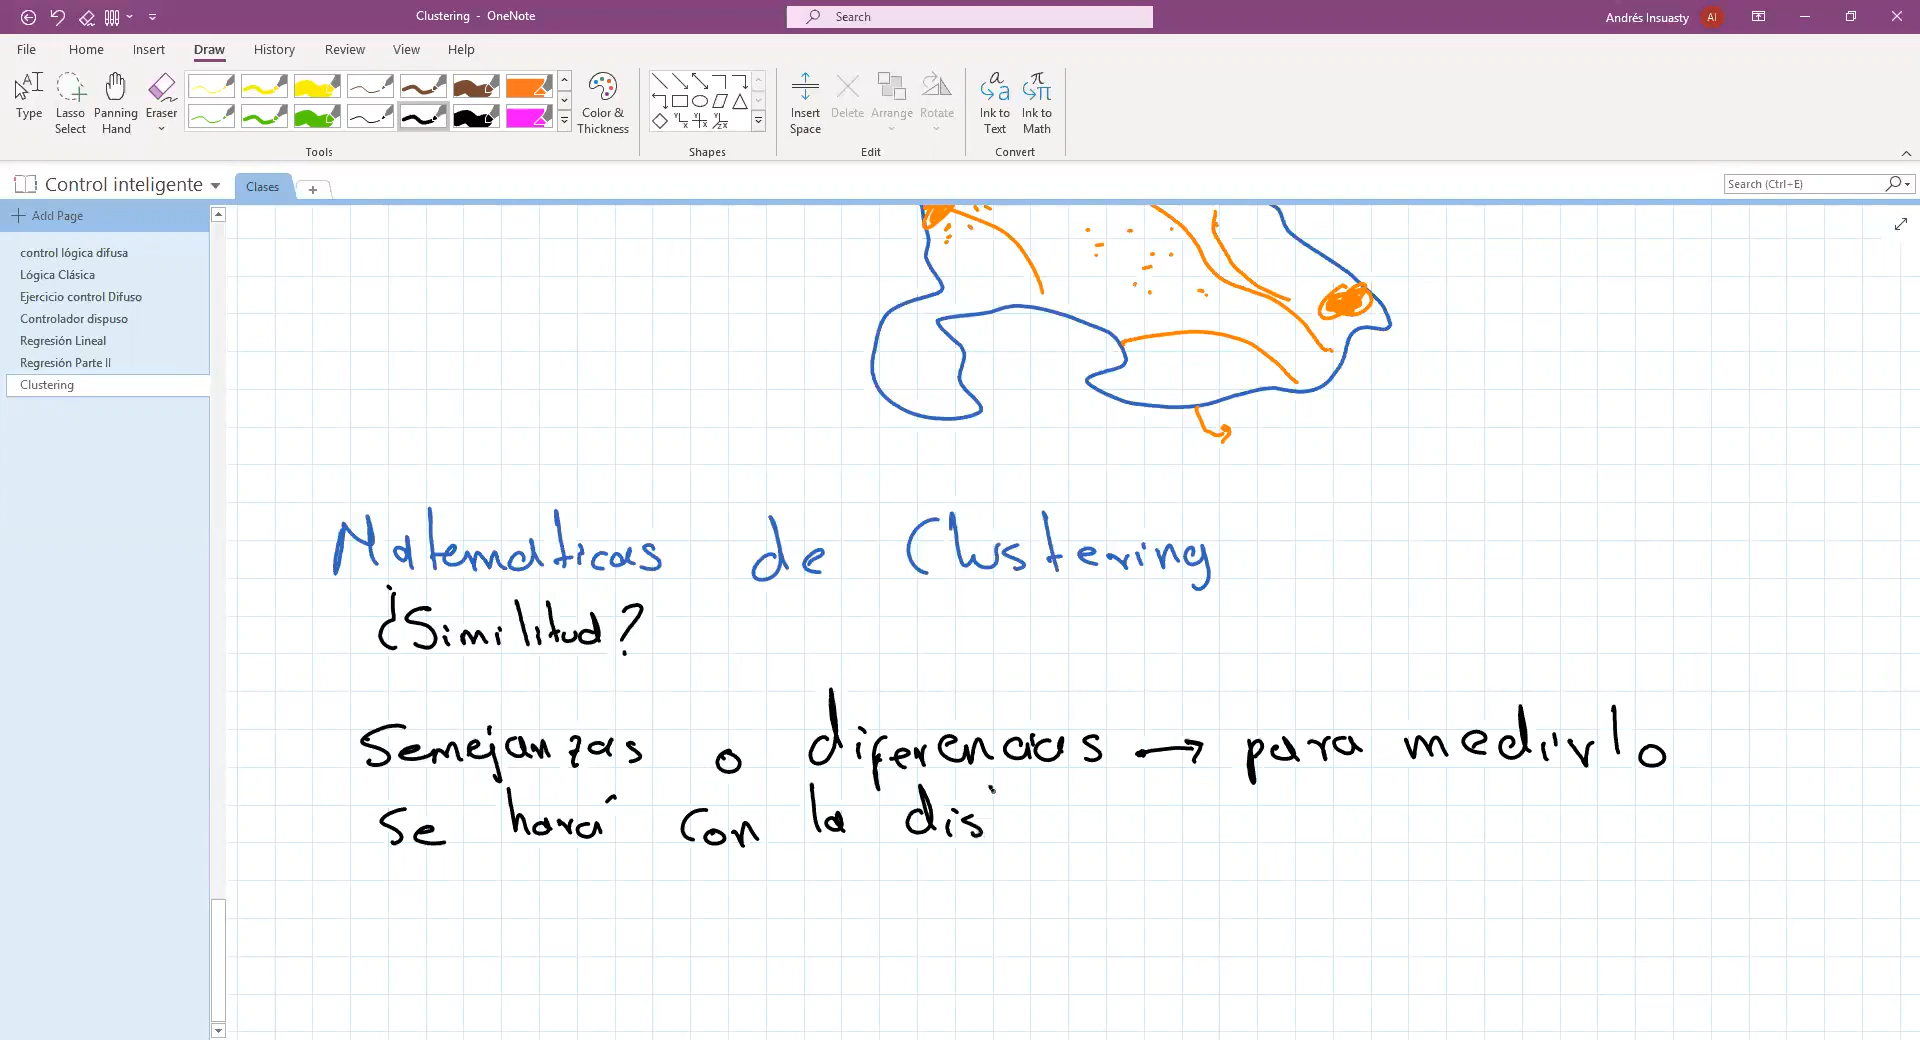 Clustering - OneNote
Search
Andrés Insuasty
AI
File Home Insert Draw History Review View Help
Type
Lasso Select
Panning Hand
Eraser
Color & Thickness
Insert Space
Delete
Arrange
Rotate
Ink to Text
Ink to Math
Tools
Shapes
Edit
Convert
Control inteligente
Clases
Search (Ctrl+E)
Add Page
control lógica difusa
Lógica Clásica
Ejercicio control Difuso
Controlador dispuso
Regresión Lineal
Regresión Parte II
Clustering
Matematicas de Clustering
¿Similitud?
Semejanzas o diferencias → para medirlo
se hará con la dis